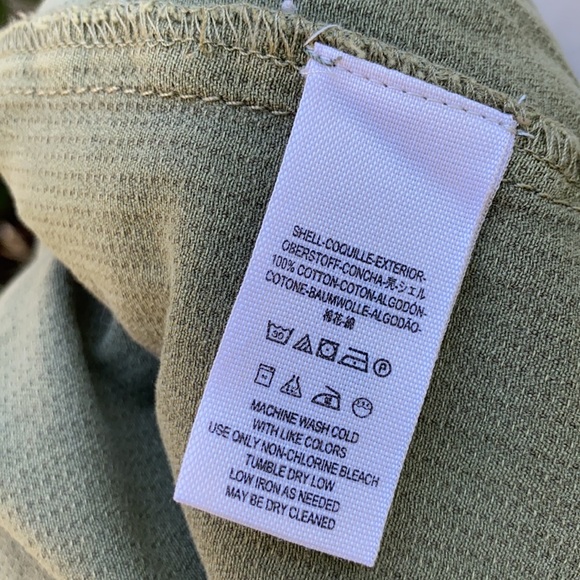 SHELL-COQUILLE-EXTERIOR-
OBERSTOFF-CONCHA-売-シェル
100% COTTON-COTON-ALGODÓN-
COTONE-BAUMWOLLE-ALGODÃO-
棉花-綿
30
P
MACHINE WASH COLD
WITH LIKE COLORS
USE ONLY NON-CHLORINE BLEACH
TUMBLE DRY LOW
LOW IRON AS NEEDED
MAY BE DRY CLEANED